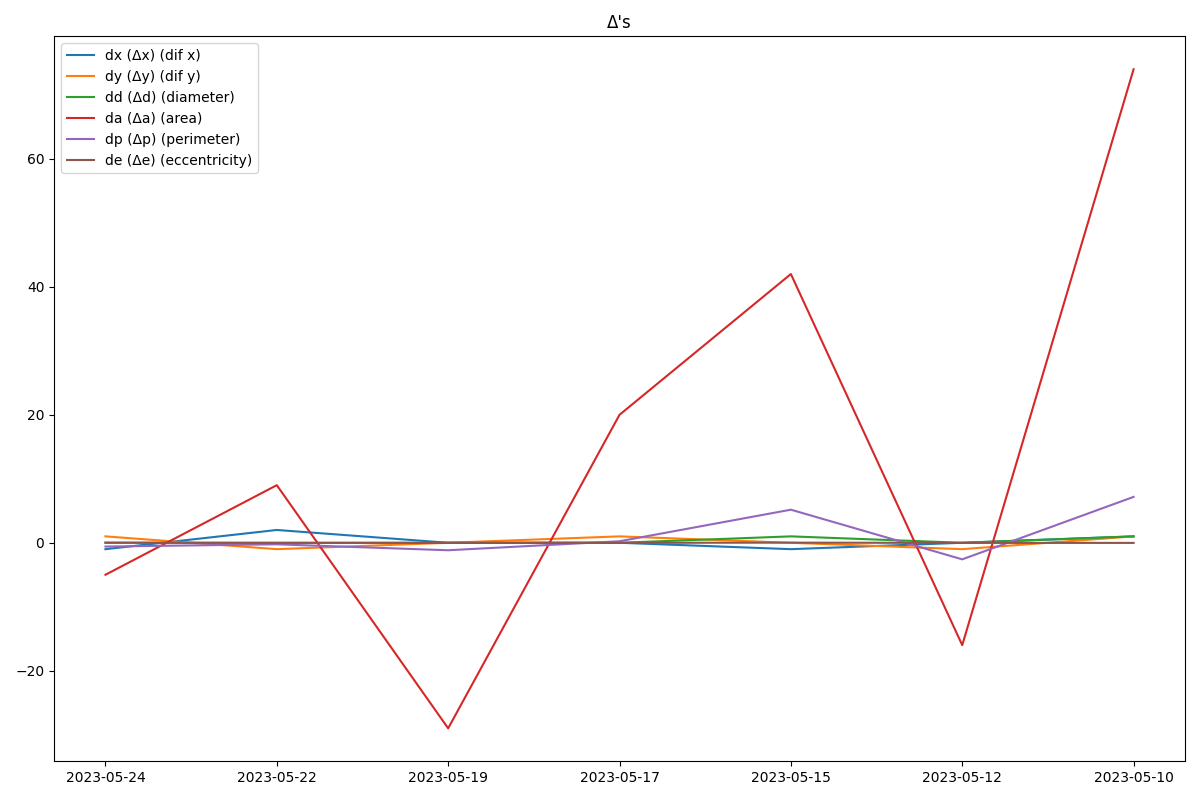 Δ's
dx (Δx) (dif x)
dy (Δy) (dif y)
dd (Δd) (diameter)
da (Δa) (area)
dp (Δp) (perimeter)
de (Δe) (eccentricity)
60
40
20
0
−20
2023-05-24 2023-05-22 2023-05-19 2023-05-17 2023-05-15 2023-05-12 2023-05-10